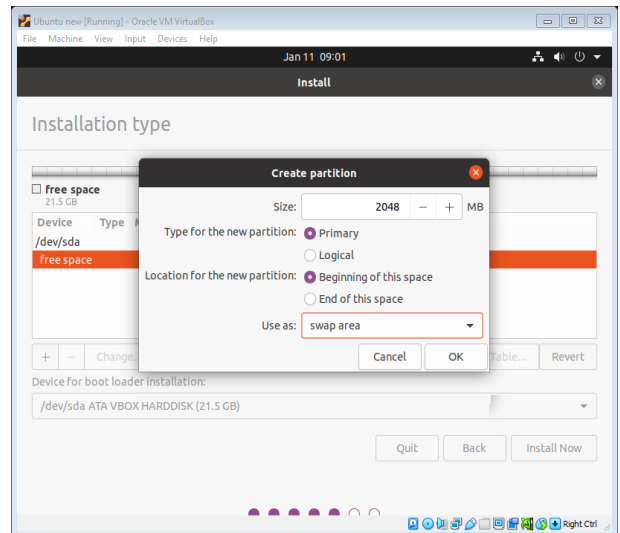 Ubuntu new [Running] - Oracle VM VirtualBox
File Machine View Input Devices Help
Jan 11 09:01
Install
Installation type
free space
21.5 GB
Device Type
/dev/sda
free space
Create partition
Size: 2048 − + MB
Type for the new partition: Primary
Logical
Location for the new partition: Beginning of this space
End of this space
Use as: swap area
Cancel OK
+ − Change... Table... Revert
Device for boot loader installation:
/dev/sda ATA VBOX HARDDISK (21.5 GB)
Quit Back Install Now
Right Ctrl